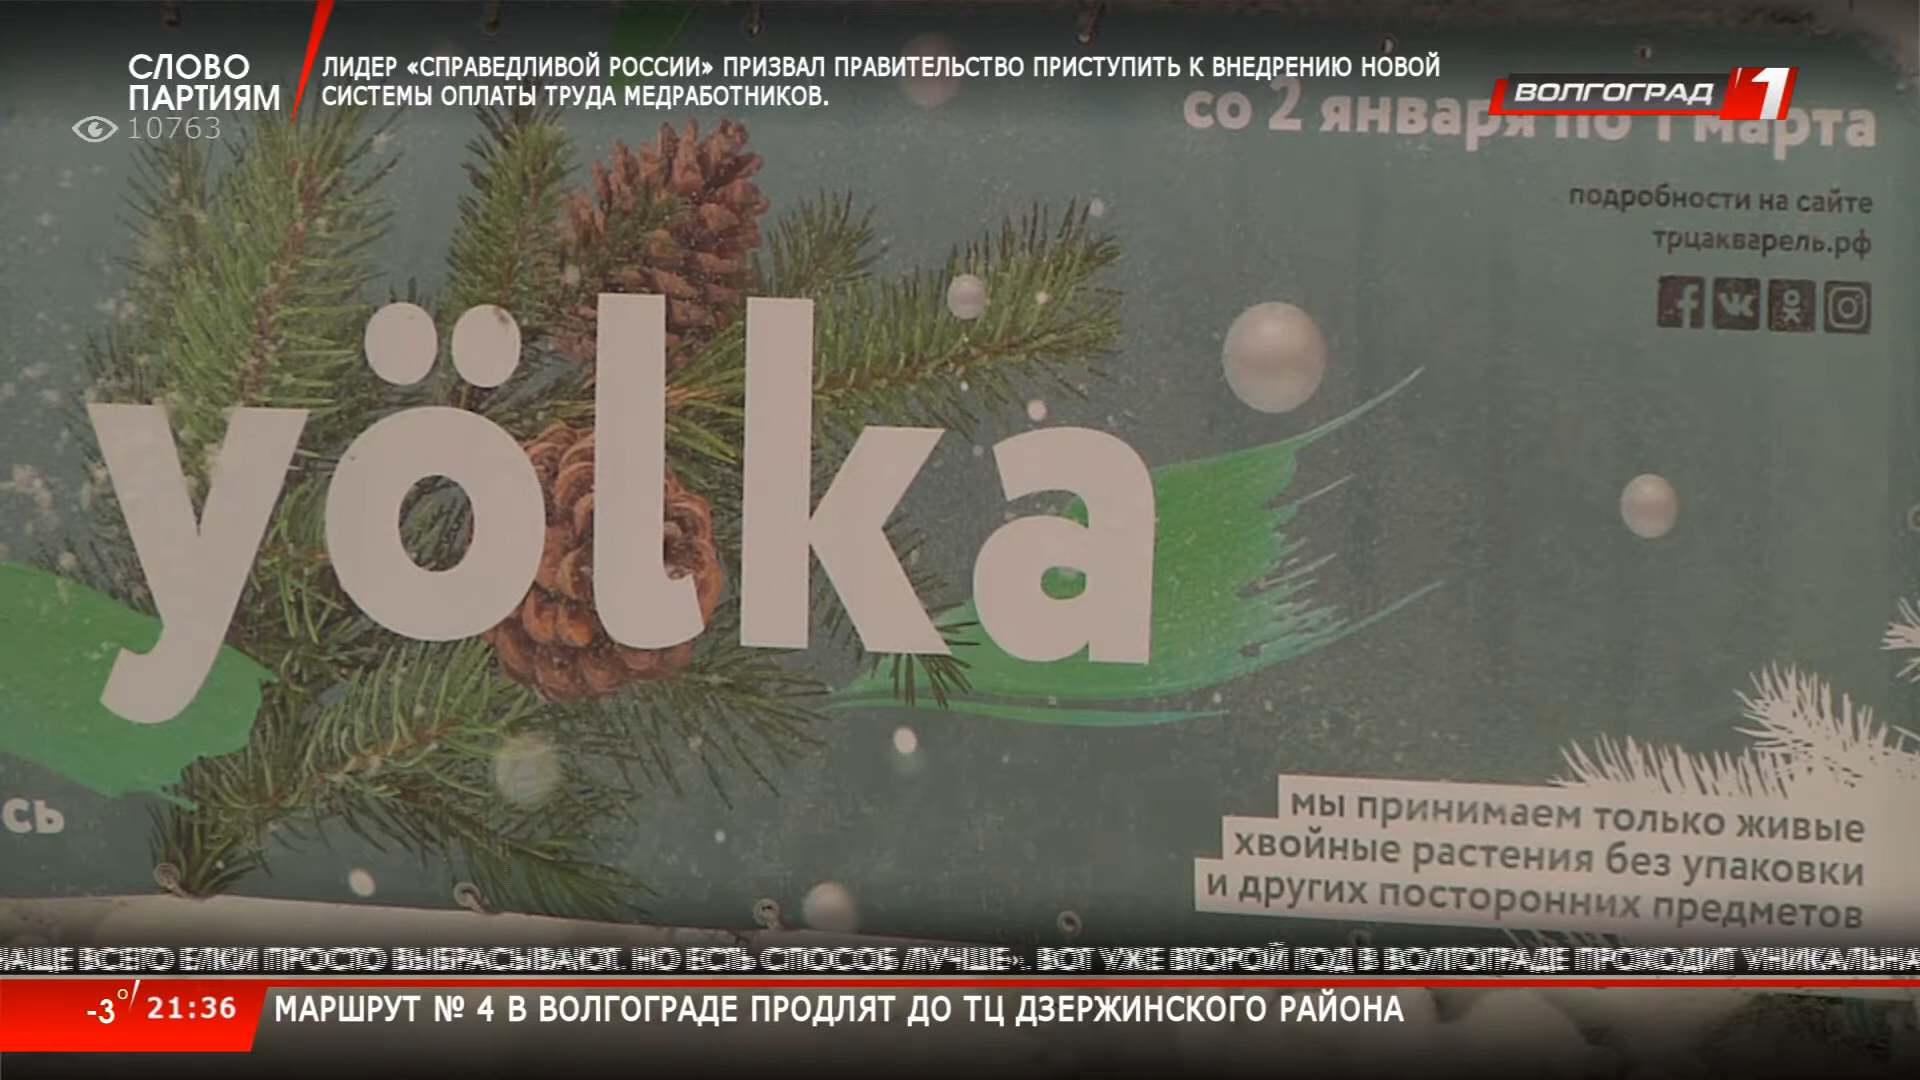 СЛОВО
ПАРТИЯМ
10763
ЛИДЕР «СПРАВЕДЛИВОЙ РОССИИ» ПРИЗВАЛ ПРАВИТЕЛЬСТВО ПРИСТУПИТЬ К ВНЕДРЕНИЮ НОВОЙ
СИСТЕМЫ ОПЛАТЫ ТРУДА МЕДРАБОТНИКОВ.
ВОЛГОГРАД 1
со 2 января по 1 марта
подробности на сайте
трцакварель.рф
yölka
сь
мы принимаем только живые
хвойные растения без упаковки
и других посторонних предметов
ЧАЩЕ ВСЕГО ЕЛКИ ПРОСТО ВЫБРАСЫВАЮТ. НО ЕСТЬ СПОСОБ ЛУЧШЕ». ВОТ УЖЕ ВТОРОЙ ГОД В ВОЛГОГРАДЕ ПРОХОДИТ УНИКАЛЬНА
-3° 21:36 МАРШРУТ № 4 В ВОЛГОГРАДЕ ПРОДЛЯТ ДО ТЦ ДЗЕРЖИНСКОГО РАЙОНА